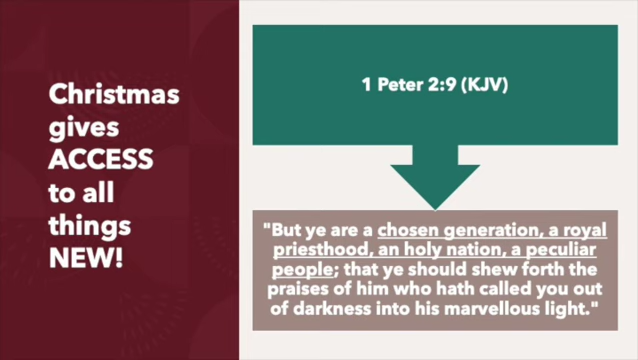 Christmas
gives
ACCESS
to all
things
NEW!
1 Peter 2:9 (KJV)
"But ye are a chosen generation, a royal
priesthood, an holy nation, a peculiar
people; that ye should shew forth the
praises of him who hath called you out
of darkness into his marvellous light."